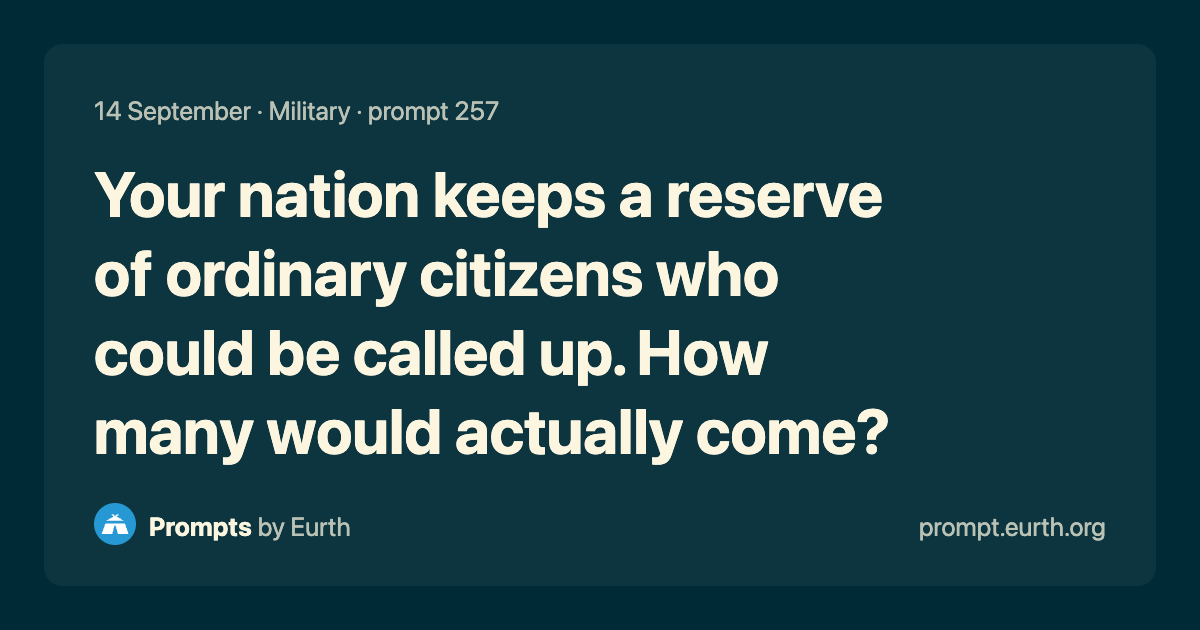 14 September · Military · prompt 257
Your nation keeps a reserve
of ordinary citizens who
could be called up. How
many would actually come?
Prompts by Eurth
prompt.eurth.org